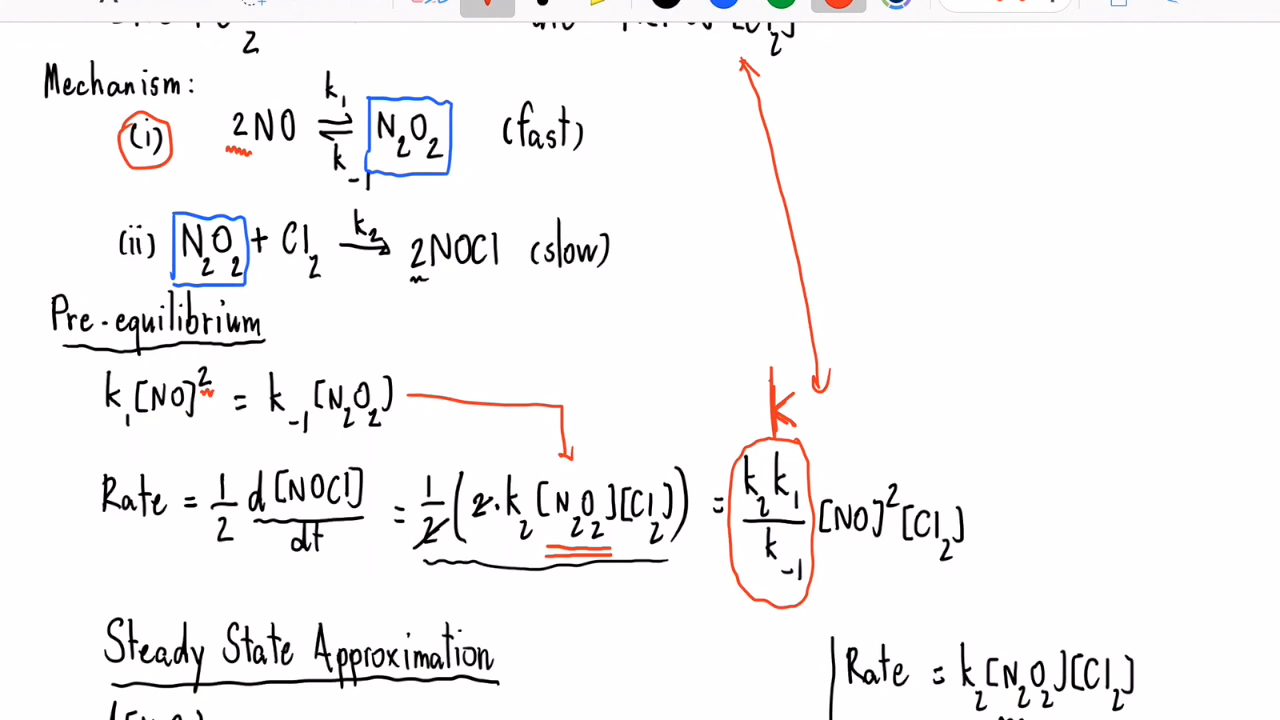 Mechanism:
(i) 2NO ⇌ N₂O₂ (fast)
k₁
k₋₁
(ii) N₂O₂ + Cl₂ → 2NOCl (slow)
k₂
Pre-equilibrium
k₁[NO]² = k₋₁[N₂O₂]
k
Rate = 1/2 d[NOCl]/dt = 1/2 (2·k₂[N₂O₂][Cl₂]) = k₂k₁/k₋₁ [NO]²[Cl₂]
Steady State Approximation
Rate = k₂[N₂O₂][Cl₂]